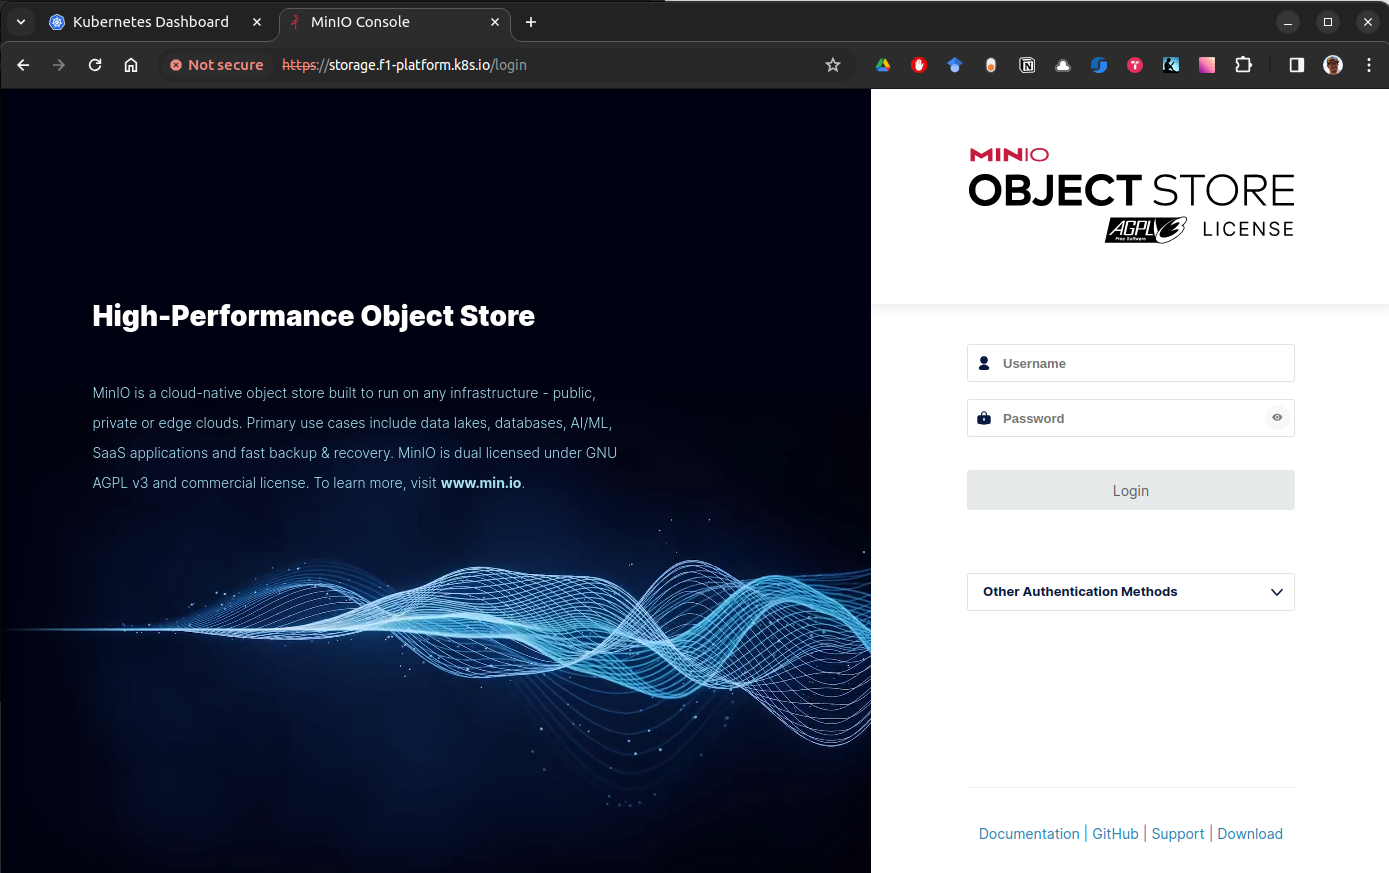 Kubernetes Dashboard
MinIO Console
Not secure
https://storage.f1-platform.k8s.io/login
MINIO
OBJECT STORE
AGPL v3
Free Software
LICENSE
High-Performance Object Store
MinIO is a cloud-native object store built to run on any infrastructure - public,
private or edge clouds. Primary use cases include data lakes, databases, AI/ML,
SaaS applications and fast backup & recovery. MinIO is dual licensed under GNU
AGPL v3 and commercial license. To learn more, visit www.min.io.
Username
Password
Login
Other Authentication Methods
Documentation | GitHub | Support | Download